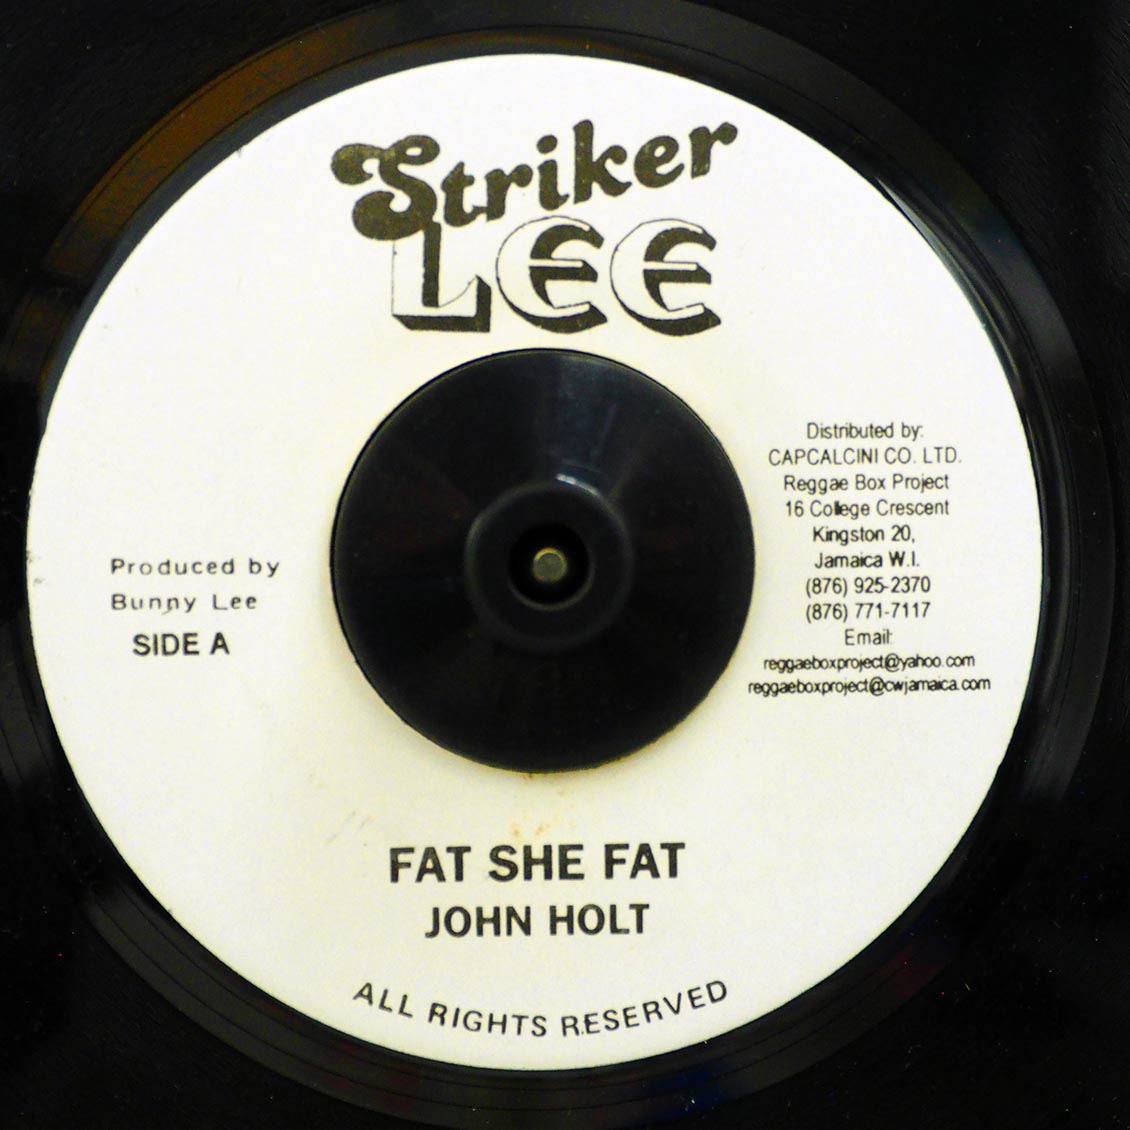 Striker
LEE
Distributed by:
CAPCALCINI CO. LTD.
Reggae Box Project
16 College Crescent
Kingston 20,
Jamaica W.I.
(876) 925-2370
(876) 771-7117
Email:
reggaeboxproject@yahoo.com
reggaeboxproject@cwjamaica.com
Produced by
Bunny Lee
SIDE A
FAT SHE FAT
JOHN HOLT
ALL RIGHTS RESERVED